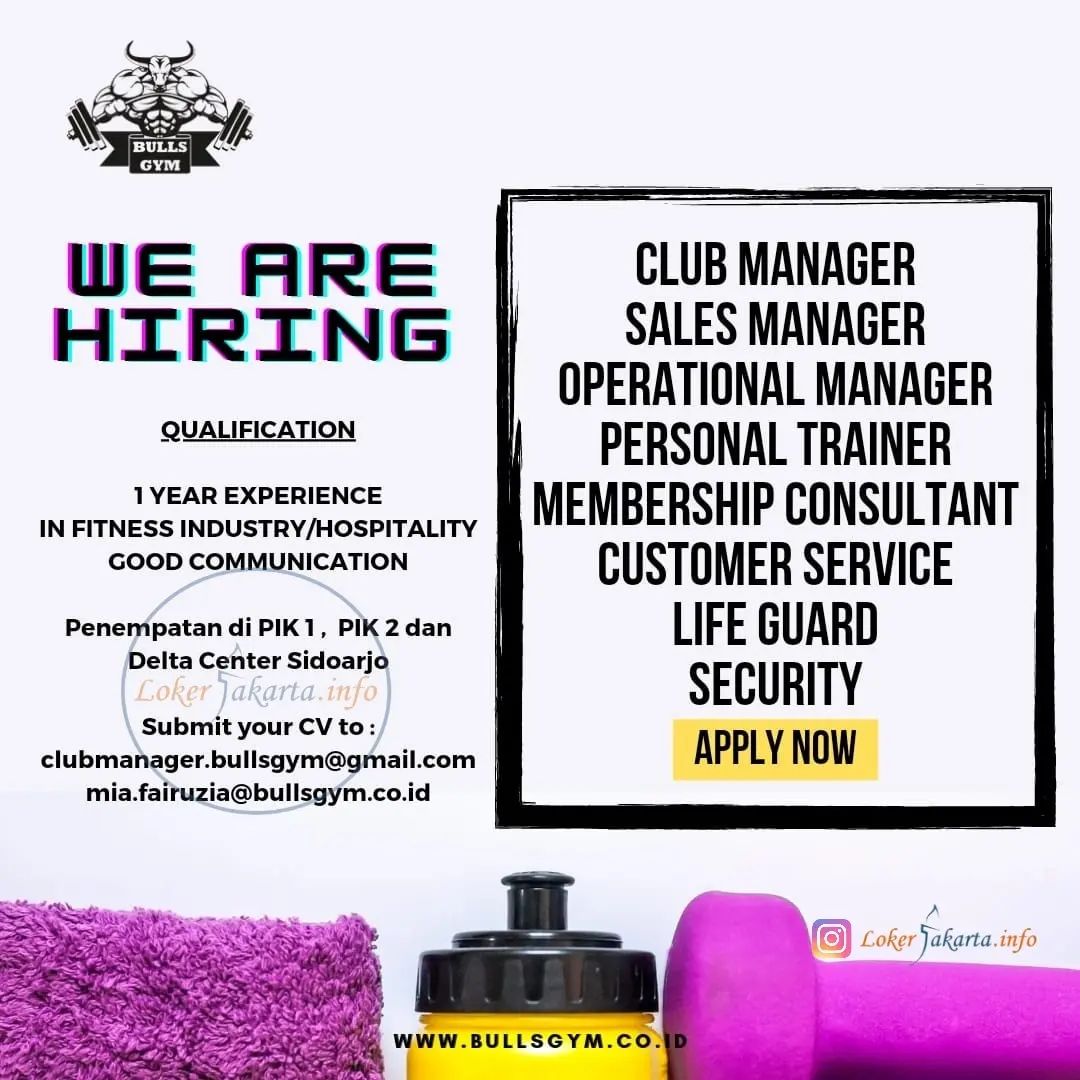 BULLS
GYM
WE ARE
HIRING
QUALIFICATION
1 YEAR EXPERIENCE
IN FITNESS INDUSTRY/HOSPITALITY
GOOD COMMUNICATION
Penempatan di PIK 1 , PIK 2 dan
Delta Center Sidoarjo
Loker Jakarta.info
Submit your CV to :
clubmanager.bullsgym@gmail.com
mia.fairuzia@bullsgym.co.id
CLUB MANAGER
SALES MANAGER
OPERATIONAL MANAGER
PERSONAL TRAINER
MEMBERSHIP CONSULTANT
CUSTOMER SERVICE
LIFE GUARD
SECURITY
APPLY NOW
Loker Jakarta.info
WWW.BULLSGYM.CO.ID